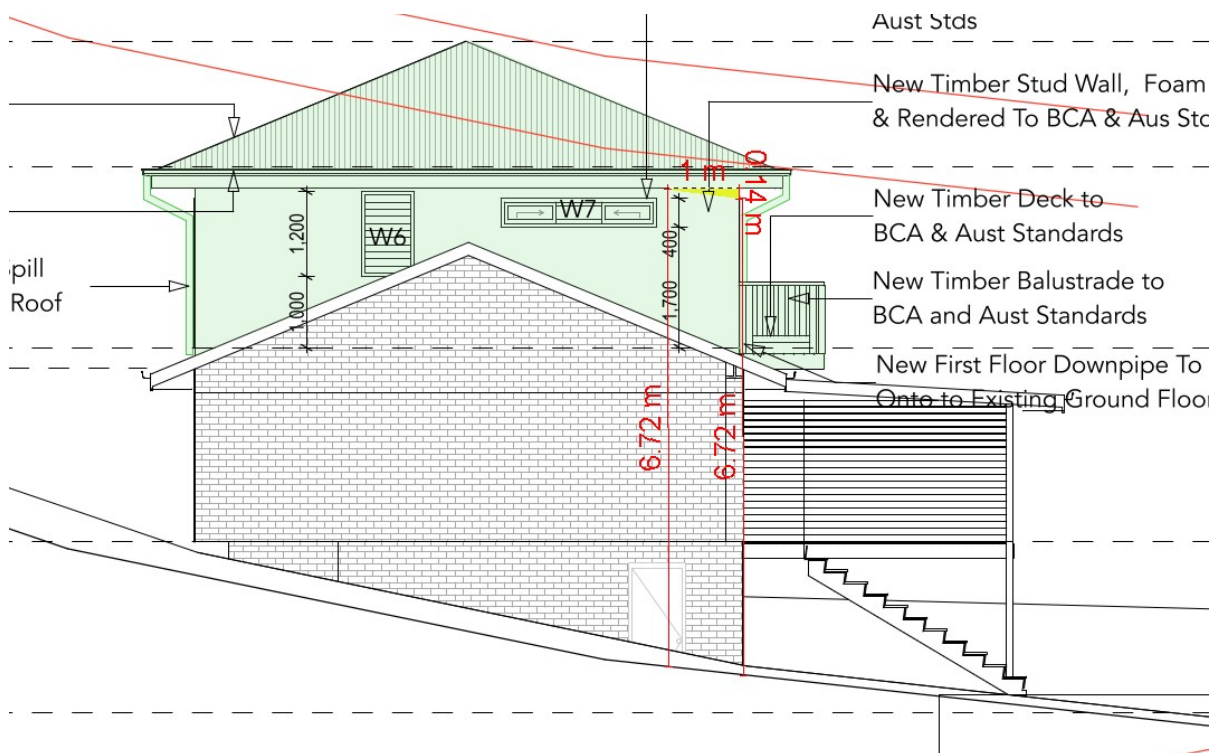 Aust Stds
New Timber Stud Wall, Foam
& Rendered To BCA & Aus Std
1 m
0.14 m
New Timber Deck to
BCA & Aust Standards
W7
W6
1,200
400
pill
Roof
New Timber Balustrade to
BCA and Aust Standards
1,000
1,700
New First Floor Downpipe To
Onto to Existing Ground Floor
6.72 m
6.72 m